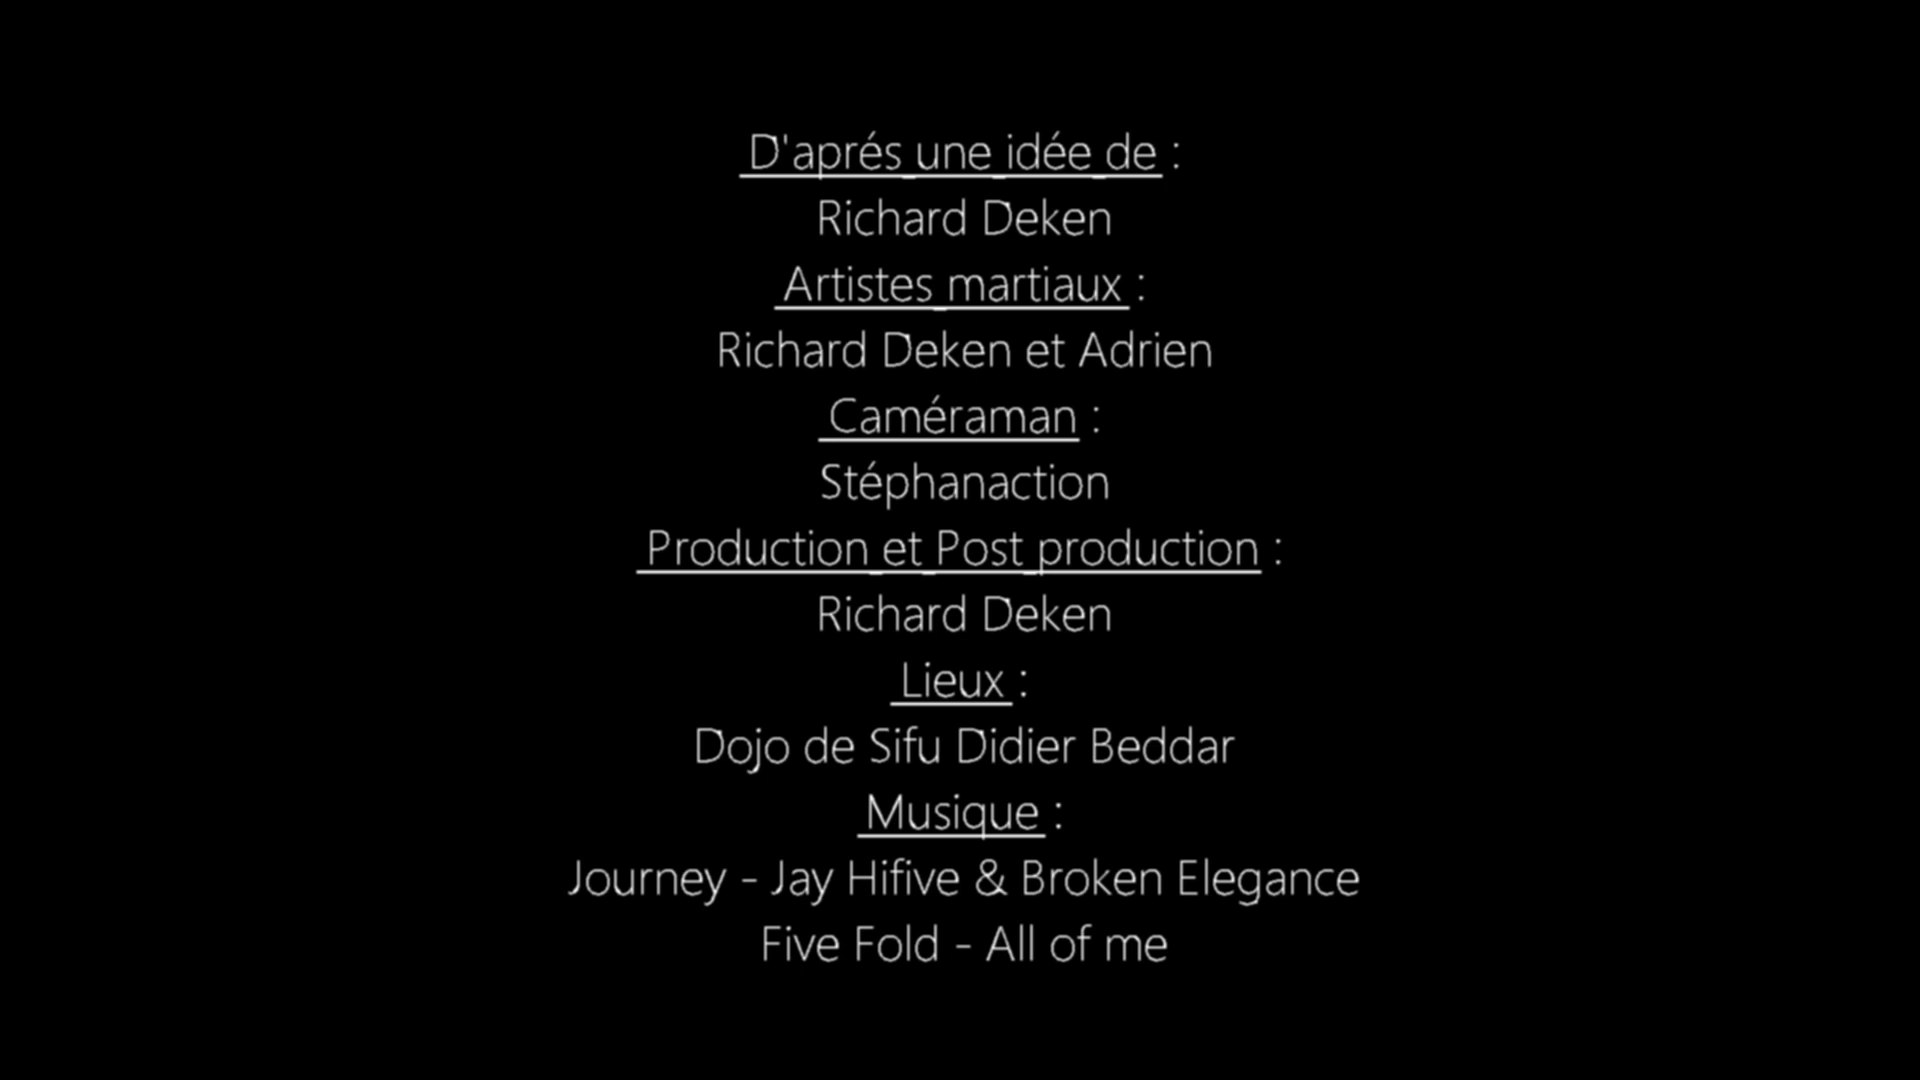 D'aprés une idée de :
Richard Deken
Artistes martiaux :
Richard Deken et Adrien
Caméraman :
Stéphanaction
Production et Post production :
Richard Deken
Lieux :
Dojo de Sifu Didier Beddar
Musique :
Journey - Jay Hifive & Broken Elegance
Five Fold - All of me